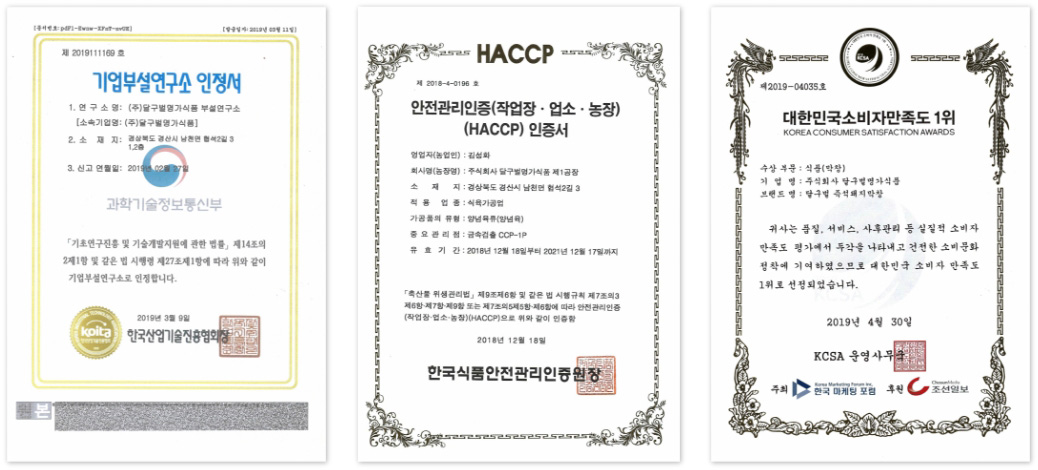 [발급일자: 2019년 03월 11일]
제 2019111169 호
기업부설연구소 인정서
1. 연 구 소 명: (주)달구벌명가식품 부설연구소
[소속기업명: (주)달구벌명가식품]
2. 소 재 지: 경상북도 경산시 남천면 협석2길 3
1,2층
3. 신고 연월일: 2019년 02월 27일
과학기술정보통신부
「기초연구진흥 및 기술개발지원에 관한 법률」 제14조의
2제1항 및 같은 법 시행령 제27조제1항에 따라 위와 같이
기업부설연구소로 인정합니다.
2019년 3월 9일
koita
한국산업기술진흥협회장
원본
HACCP
제 2018-4-0196 호
안전관리인증(작업장 · 업소 · 농장)
(HACCP) 인증서
영업자(농업인) : 김성화
회사명(농장명) : 주식회사 달구벌명가식품 제1공장
소 재 지 : 경상북도 경산시 남천면 협석2길 3
적 용 업 종 : 식육가공업
가공품의 유형 : 양념육류(양념육)
중 요 관 리 점 : 금속검출 CCP-1P
유 효 기 간 : 2018년 12월 18일부터 2021년 12월 17일까지
「축산물 위생관리법」 제9조제6항 및 같은 법 시행규칙 제7조의3
제6항·제7항·제9항 또는 제7조의5제5항·제6항에 따라 안전관리인증
(작업장·업소·농장)(HACCP)으로 위와 같이 인증함
2018년 12월 18일
한국식품안전관리인증원장
KCSA
제2019-04035호
대한민국소비자만족도 1위
KOREA CONSUMER SATISFACTION AWARDS
수상 부문 : 식품(막창)
기 업 명 : 주식회사 달구벌명가식품
브랜드 명 : 달구벌 즉석돼지막창
귀사는 품질, 서비스, 사후관리 등 실질적 소비자
만족도 평가에서 두각을 나타내고 건전한 소비문화
정착에 기여하였으므로 대한민국 소비자 만족도
1위로 선정되었습니다.
2019년 4월 30일
KCSA 운영사무국
주최 Korea Marketing Forum Inc. 한국 마케팅 포럼 후원 ChosunMedia 조선일보